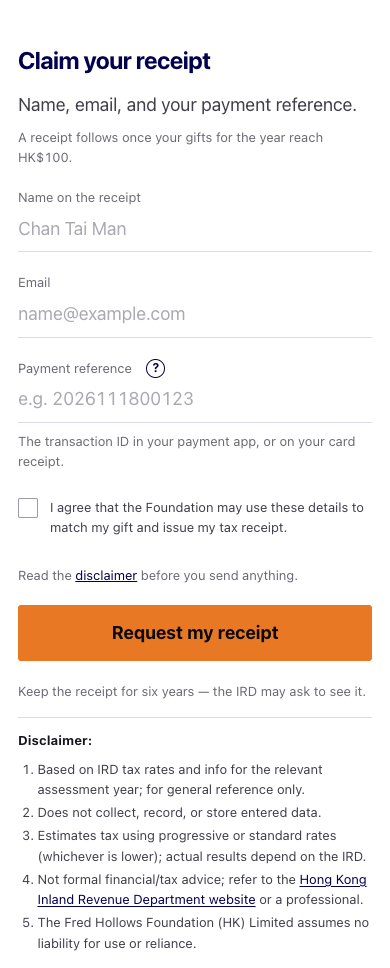 Claim your receipt
Name, email, and your payment reference.
A receipt follows once your gifts for the year reach
HK$100.
Name on the receipt
Chan Tai Man
Email
name@example.com
Payment reference ?
e.g. 2026111800123
The transaction ID in your payment app, or on your card
receipt.
I agree that the Foundation may use these details to
match my gift and issue my tax receipt.
Read the disclaimer before you send anything.
Request my receipt
Keep the receipt for six years — the IRD may ask to see it.
Disclaimer:
1. Based on IRD tax rates and info for the relevant
assessment year; for general reference only.
2. Does not collect, record, or store entered data.
3. Estimates tax using progressive or standard rates
(whichever is lower); actual results depend on the IRD.
4. Not formal financial/tax advice; refer to the Hong Kong
Inland Revenue Department website or a professional.
5. The Fred Hollows Foundation (HK) Limited assumes no
liability for use or reliance.